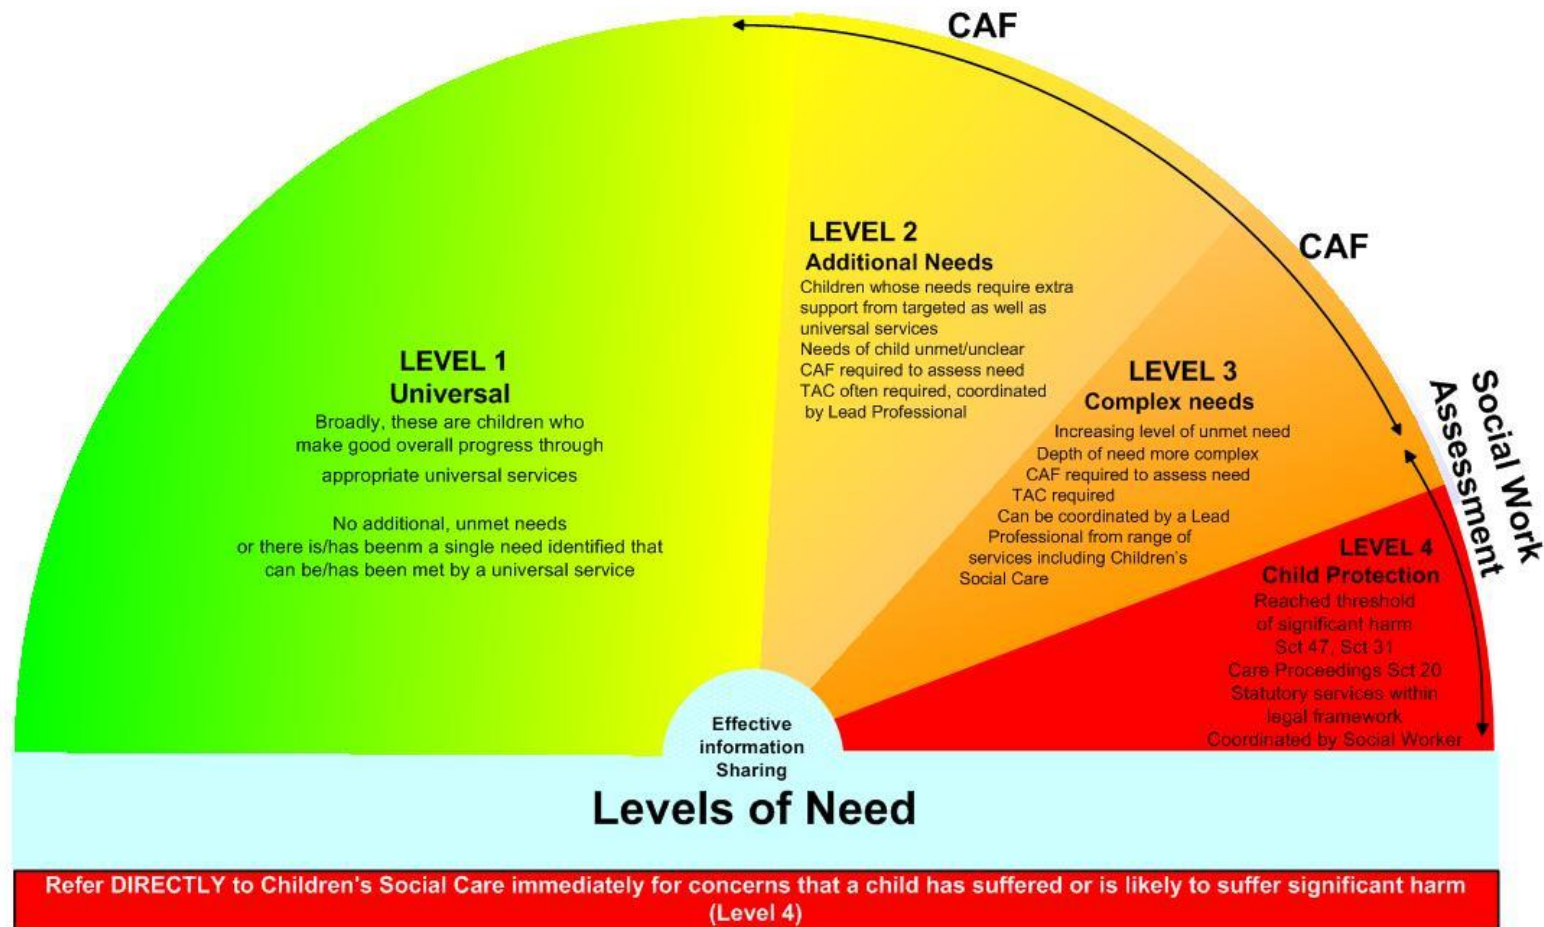 CAF
CAF
Social Work
Assessment
LEVEL 1
Universal
Broadly, these are children who
make good overall progress through
appropriate universal services
No additional, unmet needs
or there is/has beenm a single need identified that
can be/has been met by a universal service
LEVEL 2
Additional Needs
Children whose needs require extra
support from targeted as well as
universal services
Needs of child unmet/unclear
CAF required to assess need
TAC often required, coordinated
by Lead Professional
LEVEL 3
Complex needs
Increasing level of unmet need
Depth of need more complex
CAF required to assess need
TAC required
Can be coordinated by a Lead
Professional from range of
services including Children's
Social Care
LEVEL 4
Child Protection
Reached threshold
of significant harm
Sct 47, Sct 31
Care Proceedings Sct 20
Statutory services within
legal framework
Coordinated by Social Worker
Effective
information
Sharing
Levels of Need
Refer DIRECTLY to Children's Social Care immediately for concerns that a child has suffered or is likely to suffer significant harm
(Level 4)